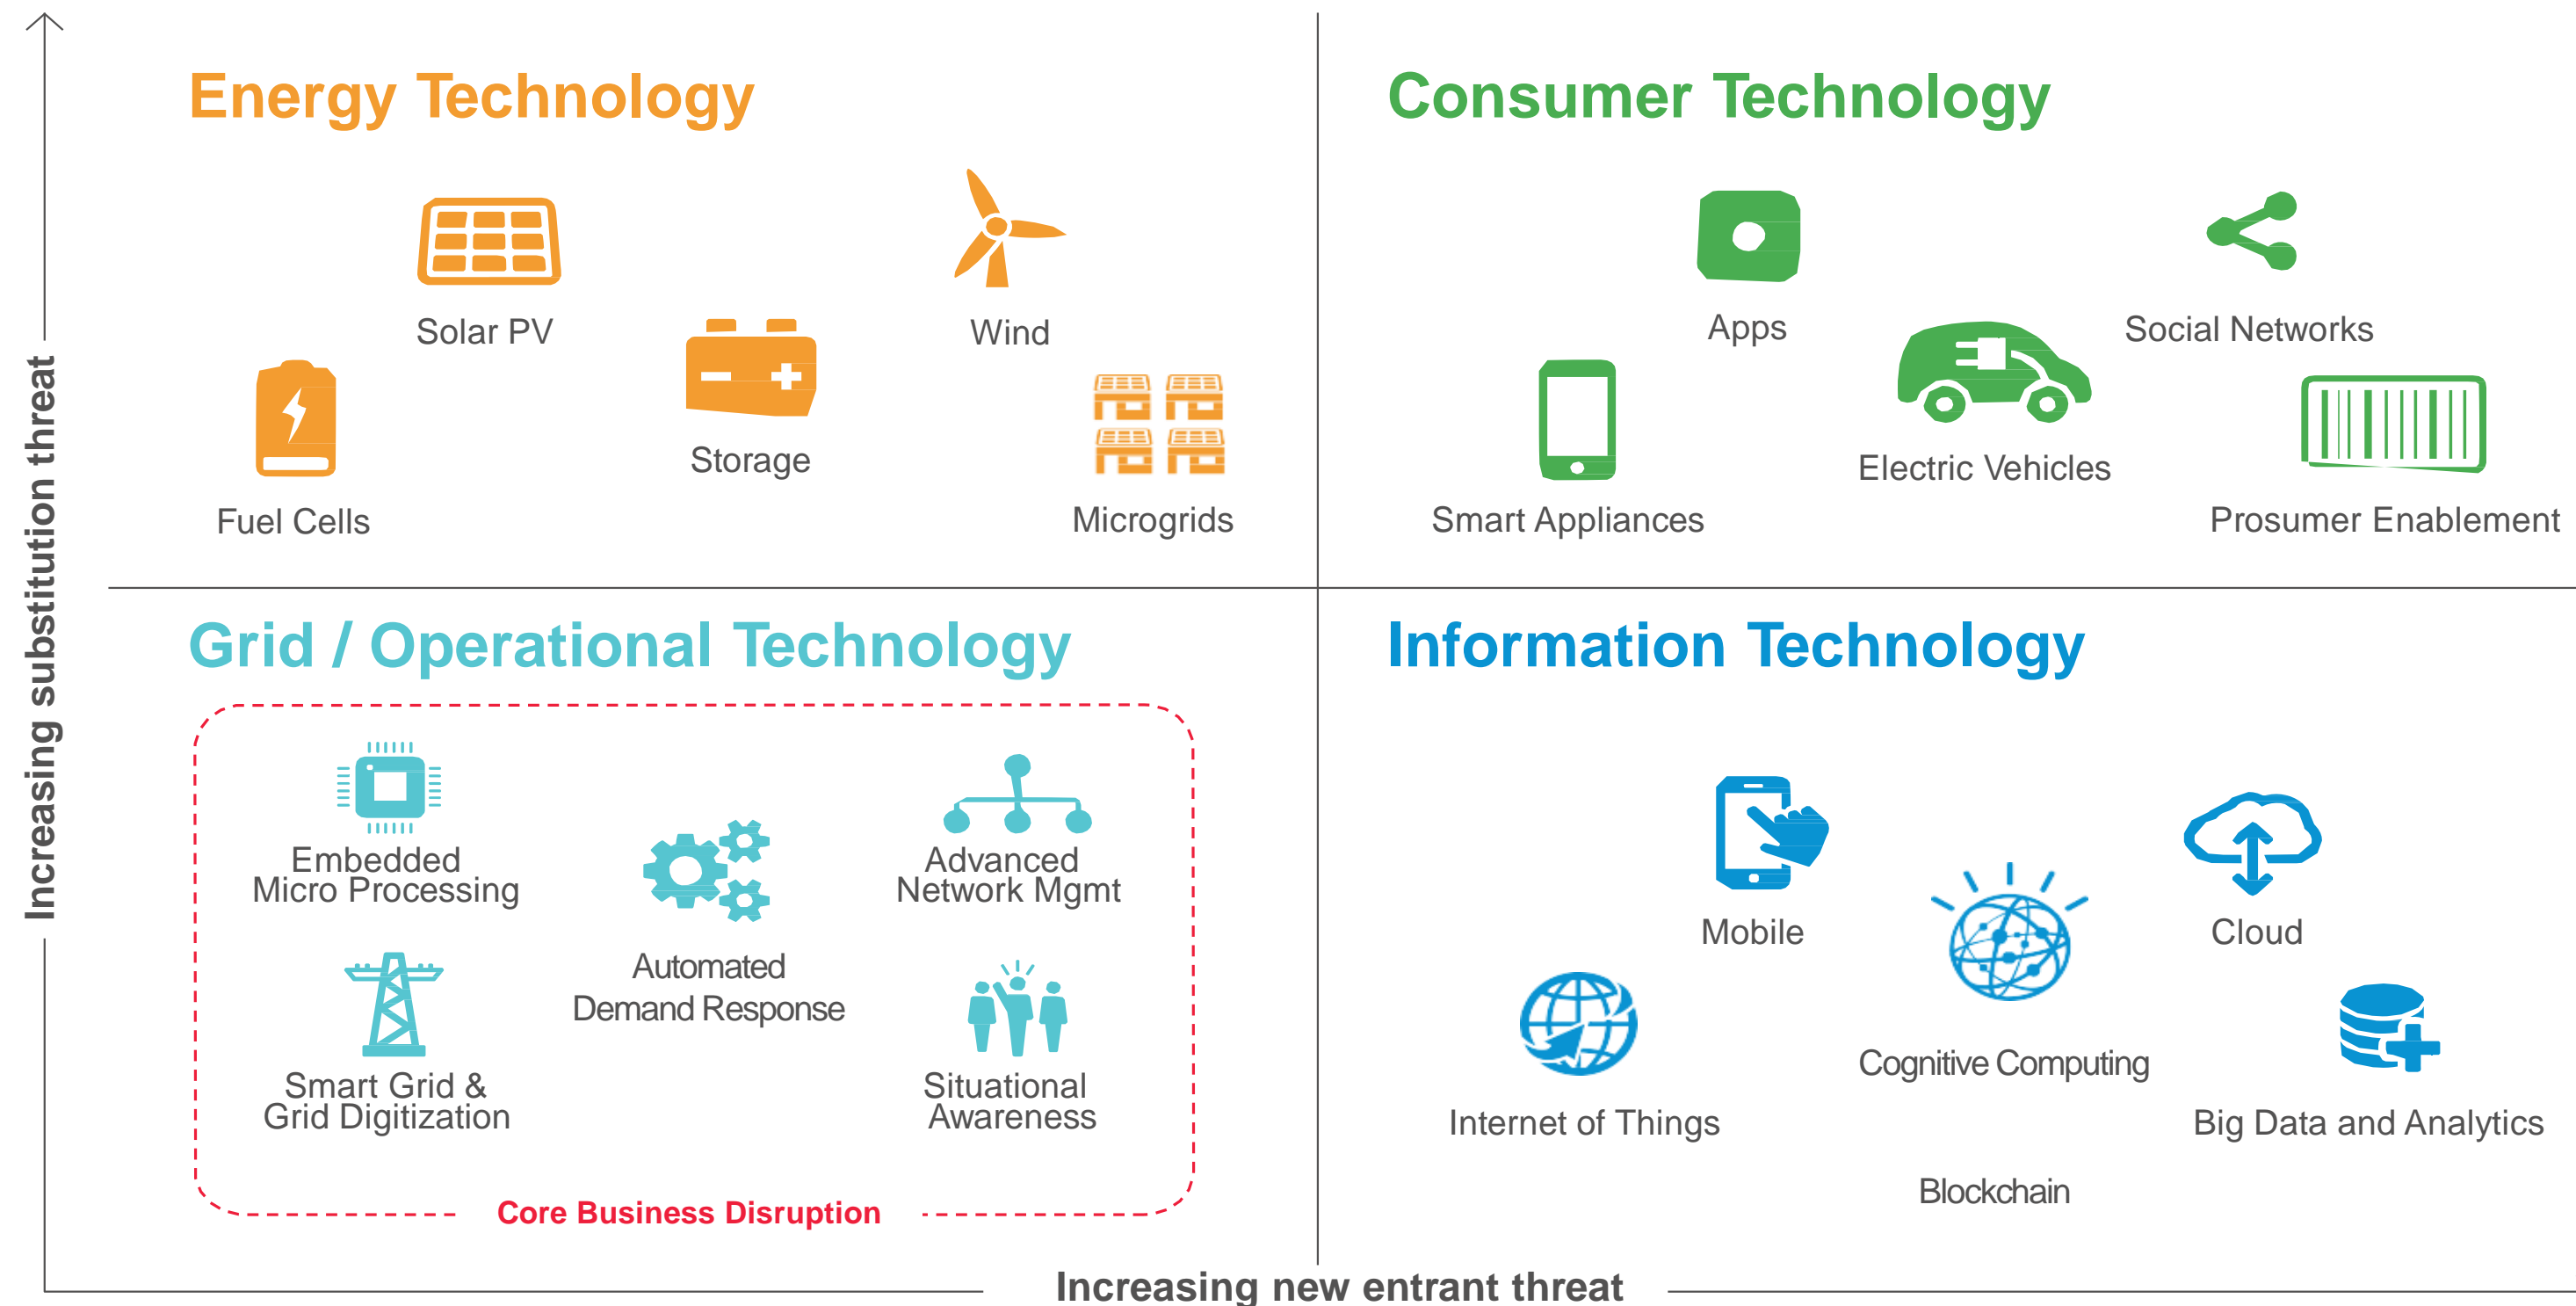 Increasing substitution threat
Energy Technology
Solar PV
Wind
Storage
Fuel Cells
Microgrids
Consumer Technology
Apps
Social Networks
Electric Vehicles
Smart Appliances
Prosumer Enablement
Grid / Operational Technology
Embedded
Micro Processing
Advanced
Network Mgmt
Automated
Demand Response
Smart Grid &
Grid Digitization
Situational
Awareness
Core Business Disruption
Information Technology
Mobile
Cloud
Cognitive Computing
Internet of Things
Big Data and Analytics
Blockchain
Increasing new entrant threat